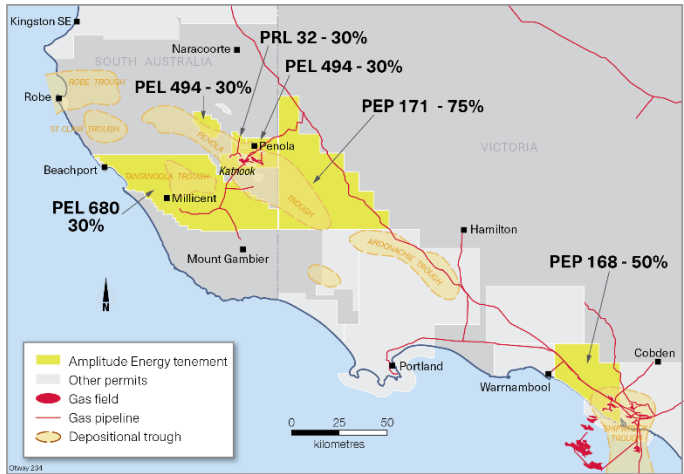 Kingston SE
Naracoorte
PRL 32 - 30%
SOUTH AUSTRALIA
PEL 494 - 30%
ROBE TROUGH
PEL 494 - 30%
Robe
PEP 171 - 75%
ST CLAIR TROUGH
PENOLA
Penola
VICTORIA
Beachport
Katnook
TANTANOOLA TROUGH
Millicent
TROUGH
PEL 680
30%
Hamilton
Mount Gambier
ARDONACHIE TROUGH
PEP 168 - 50%
N
Cobden
Portland
Warrnambool
SHIPWRECK
TROUGH
Amplitude Energy tenement
Other permits
Gas field
Gas pipeline
Depositional trough
0 25 50
kilometres
Otway 234